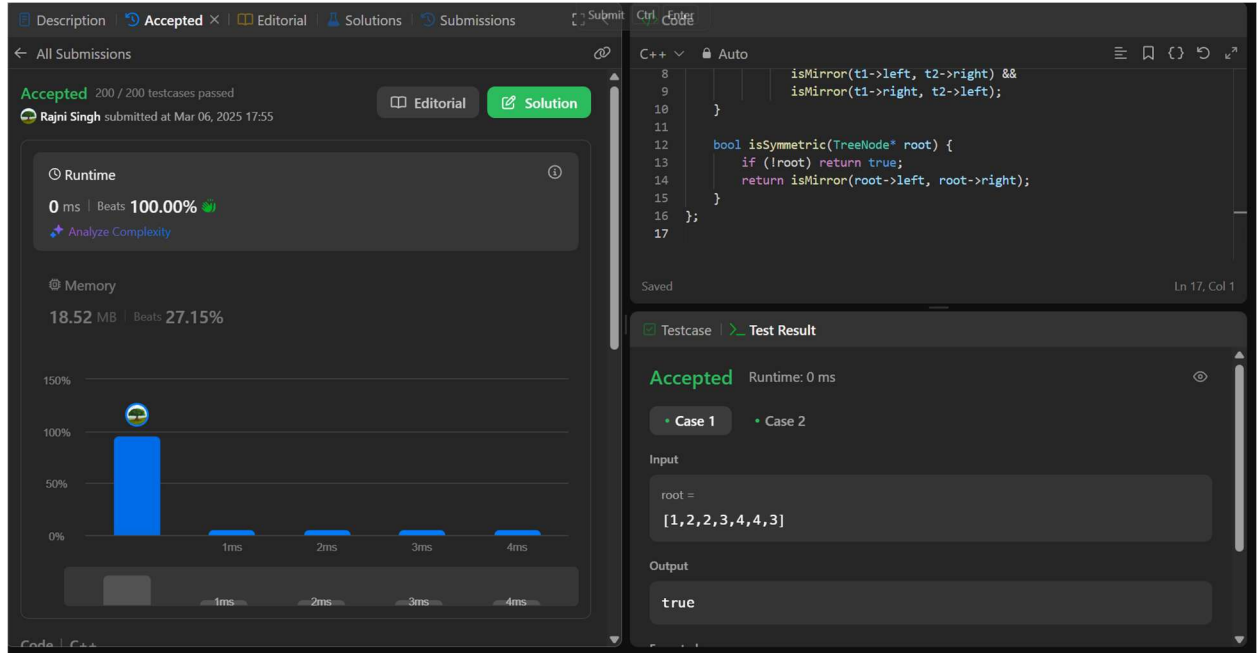 Description | Accepted × | Editorial | Solutions | Submissions
All Submissions
Accepted 200 / 200 testcases passed
Rajni Singh submitted at Mar 06, 2025 17:55
Editorial
Solution
Runtime
0 ms | Beats 100.00%
Analyze Complexity
Memory
18.52 MB | Beats 27.15%
150%
100%
50%
0%
1ms 2ms 3ms 4ms
1ms 2ms 3ms 4ms
Code | C++
Submit Ctrl Enter
Code
C++ Auto
8 isMirror(t1->left, t2->right) &&
9 isMirror(t1->right, t2->left);
10 }
11
12 bool isSymmetric(TreeNode* root) {
13 if (!root) return true;
14 return isMirror(root->left, root->right);
15 }
16 };
17
Saved Ln 17, Col 1
Testcase | >_ Test Result
Accepted Runtime: 0 ms
• Case 1 • Case 2
Input
root =
[1,2,2,3,4,4,3]
Output
true